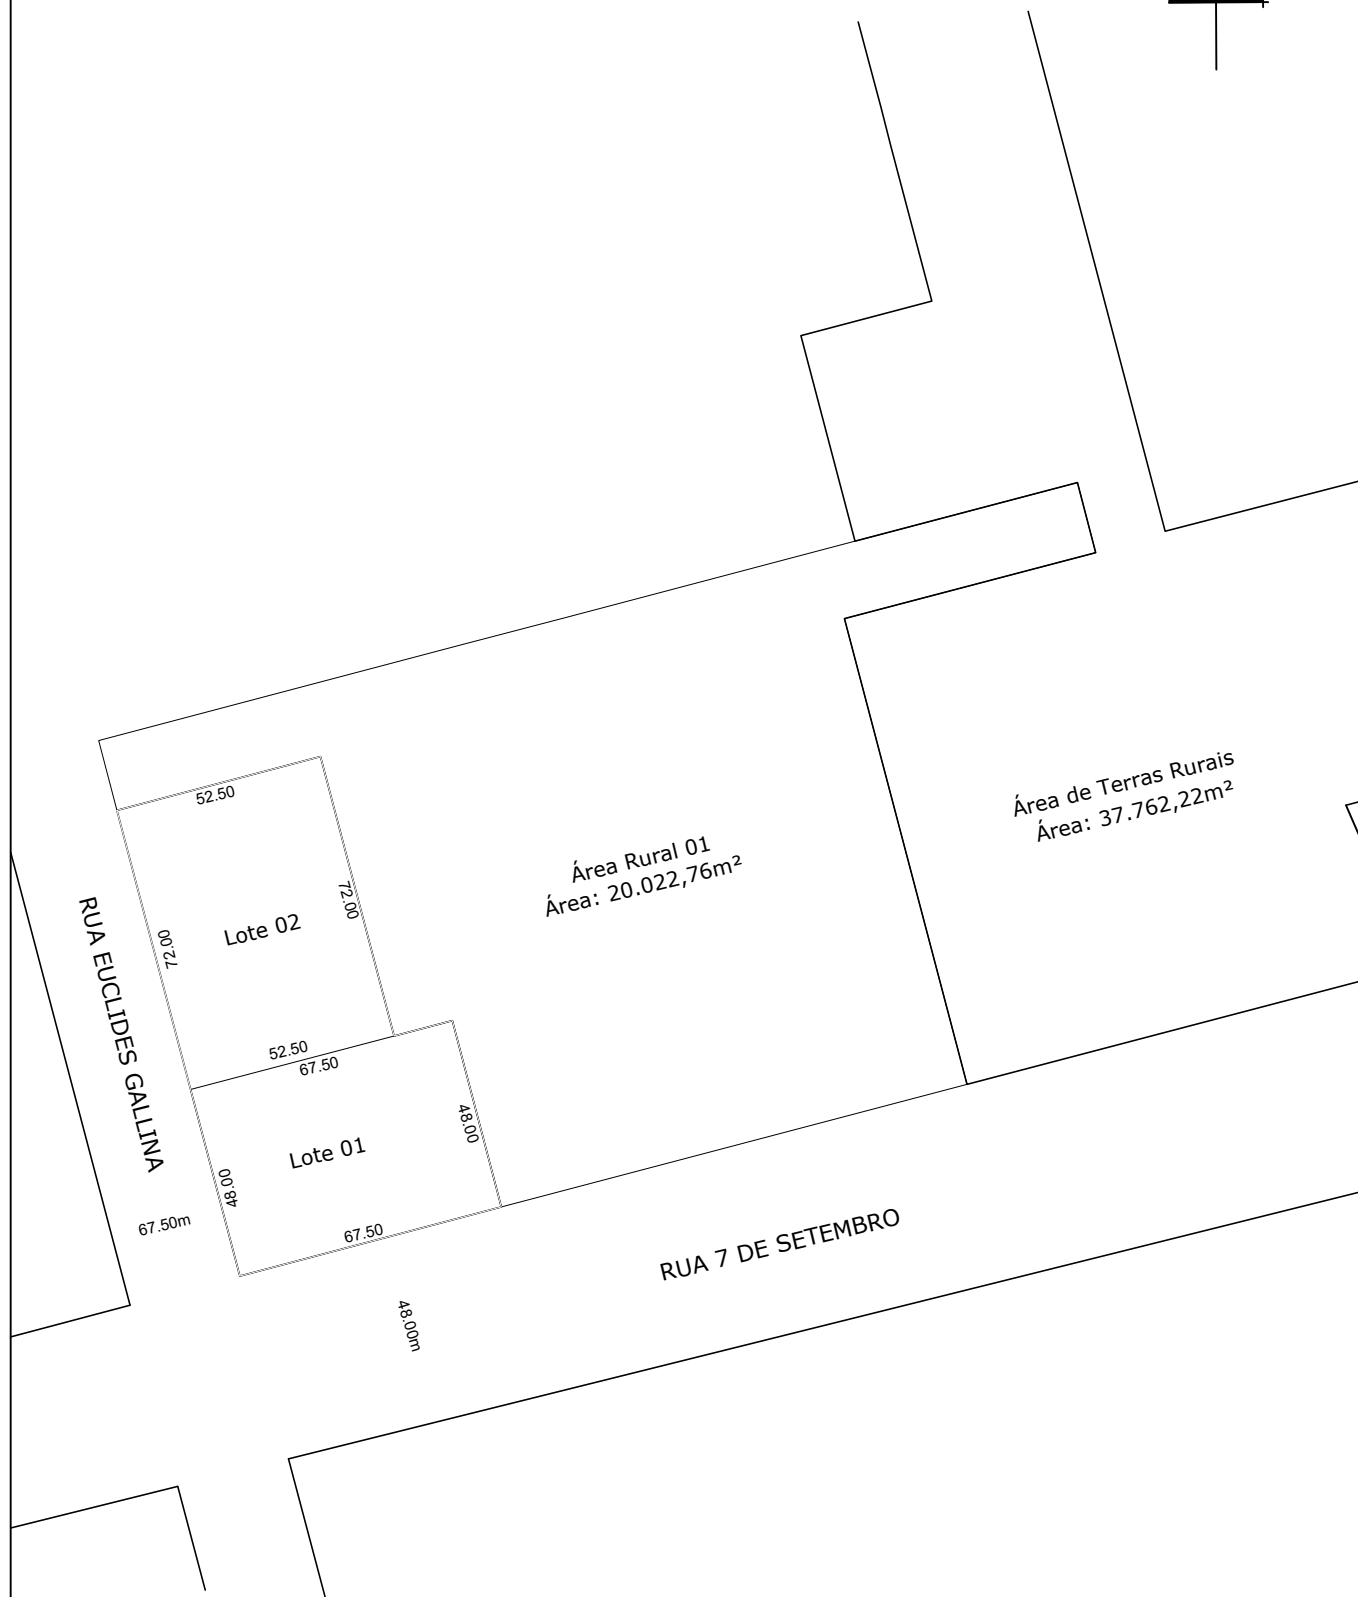 52.50
72.00
72.00
Lote 02
52.50
67.50
48.00
48.00
Lote 01
67.50
67.50m
48.00m
RUA EUCLIDES GALLINA
RUA 7 DE SETEMBRO
Área Rural 01
Área: 20.022,76m²
Área de Terras Rurais
Área: 37.762,22m²